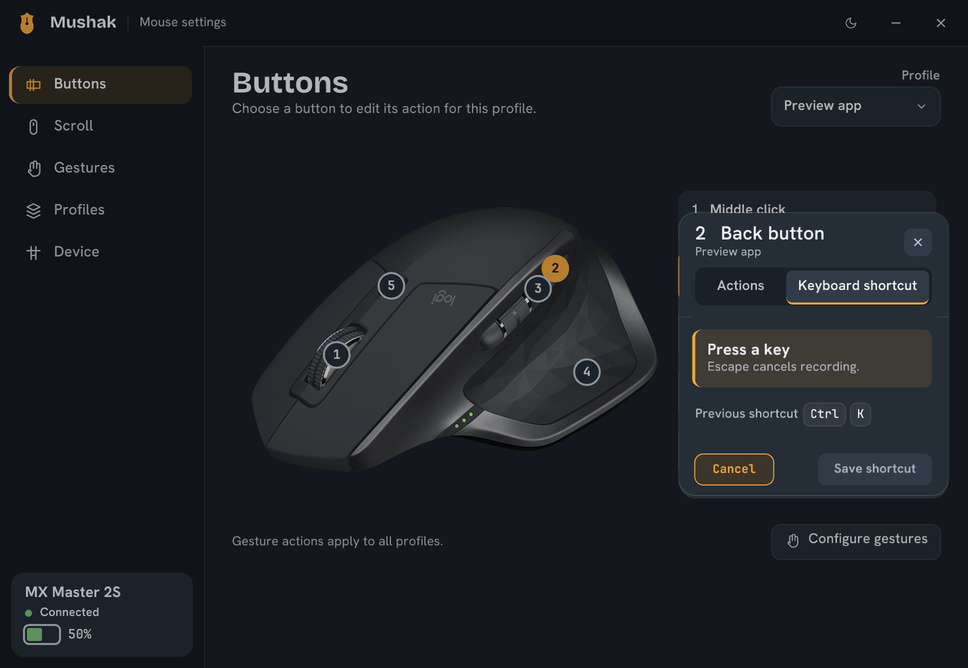 Mushak
Mouse settings
Buttons
Scroll
Gestures
Profiles
Device
MX Master 2S
Connected
50%
Buttons
Choose a button to edit its action for this profile.
Profile
Preview app
logi
5
1
2
3
4
1 Middle click
2 Back button
Preview app
Actions
Keyboard shortcut
Press a key
Escape cancels recording.
Previous shortcut Ctrl K
Cancel
Save shortcut
Gesture actions apply to all profiles.
Configure gestures